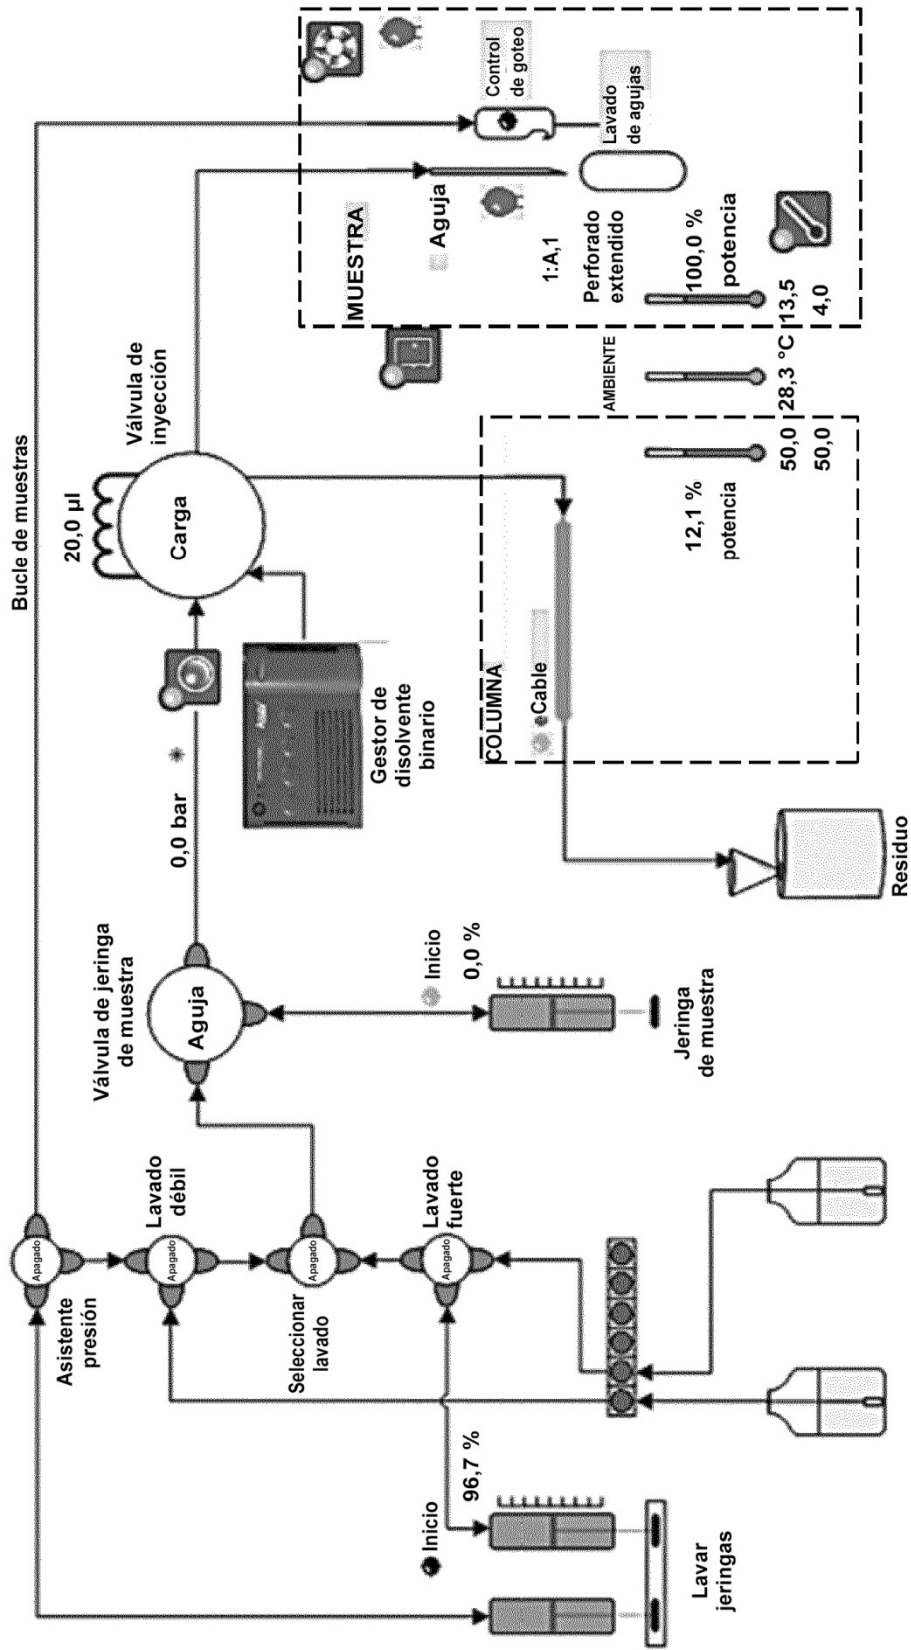 Bucle de muestras
Asistente
presión
Apagado
Lavado
débil
Apagado
Seleccionar
lavado
Apagado
Lavado
fuerte
Apagado
Inicio
96,7 %
Lavar
jeringas
Válvula de jeringa
de muestra
Aguja
Inicio
0,0 %
Jeringa
de muestra
0,0 bar
*
20,0 µl
Válvula de
inyección
Carga
Gestor de
disolvente
binario
Residuo
COLUMNA
eCable
12,1 %
potencia
50,0
50,0
AMBIENTE
28,3 °C
MUESTRA
Aguja
1:A,1
Perforado
extendido
100,0 %
potencia
13,5
4,0
Control
de goteo
Lavado
de agujas